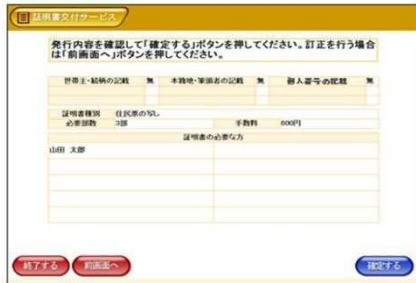 証明書交付サービス
発行内容を確認して「確定する」ボタンを押してください。訂正を行う場合
は「前画面へ」ボタンを押してください。
世帯主・続柄の記載 無 本籍地・筆頭者の記載 無 個人番号の記載 無
証明書種別 住民票の写し
必要部数 3部 手数料 600円
証明書の必要な方
山田 太郎
終了する 前画面へ 確定する